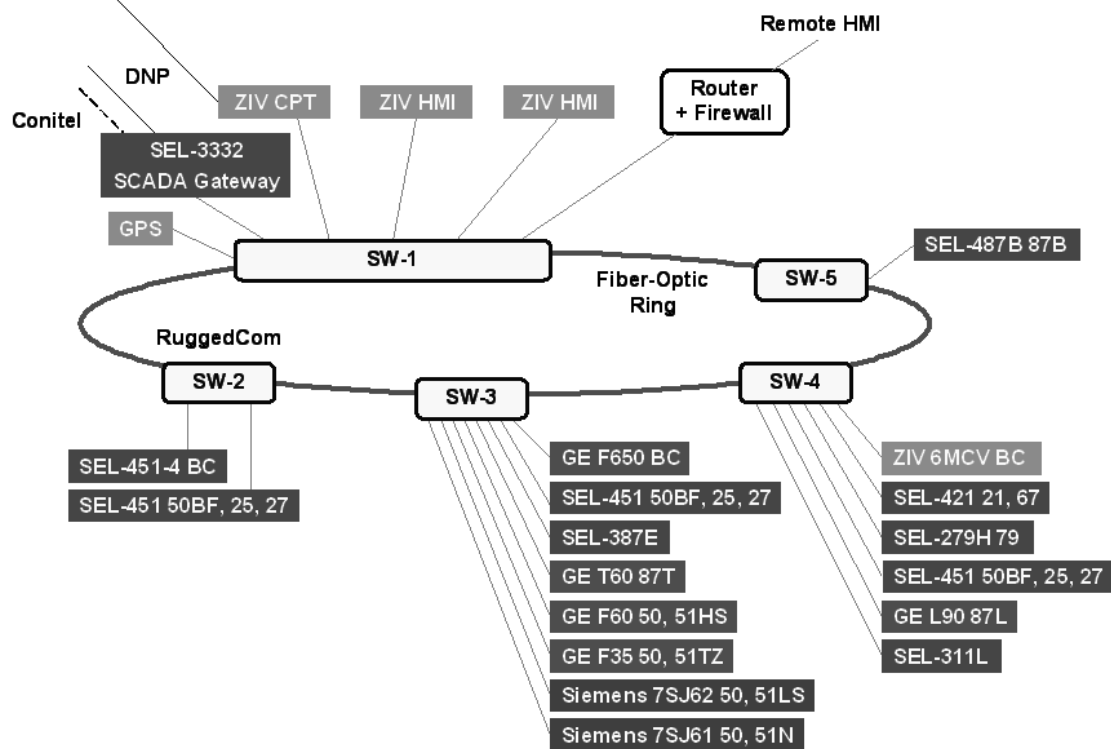 Remote HMI
DNP
Conitel
ZIV CPT
ZIV HMI
ZIV HMI
Router
+ Firewall
SEL-3332
SCADA Gateway
GPS
SW-1
Fiber-Optic
Ring
SW-5
SEL-487B 87B
RuggedCom
SW-2
SW-3
SW-4
SEL-451-4 BC
SEL-451 50BF, 25, 27
GE F650 BC
SEL-451 50BF, 25, 27
SEL-387E
GE T60 87T
GE F60 50, 51HS
GE F35 50, 51TZ
Siemens 7SJ62 50, 51LS
Siemens 7SJ61 50, 51N
ZIV 6MCV BC
SEL-421 21, 67
SEL-279H 79
SEL-451 50BF, 25, 27
GE L90 87L
SEL-311L